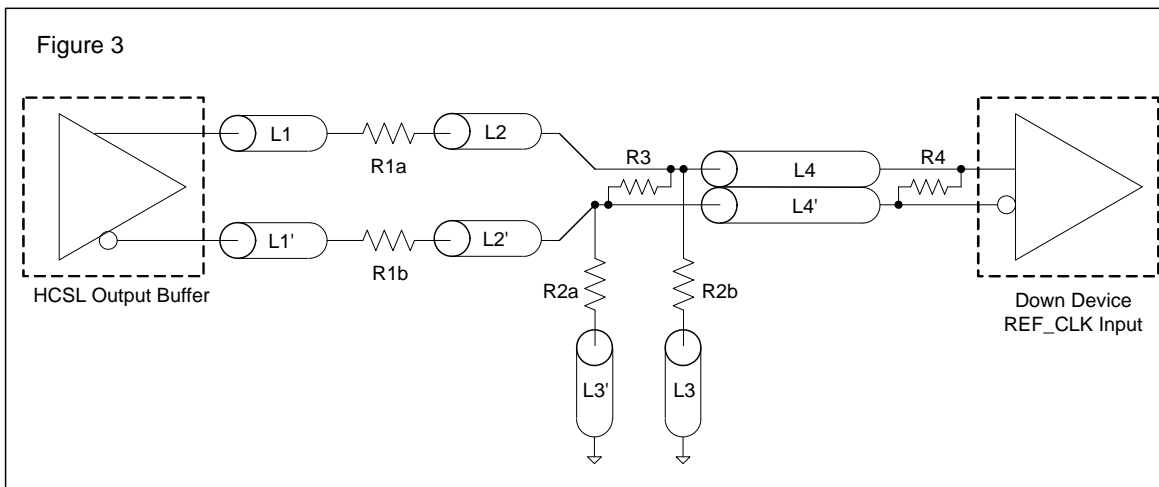 Figure 3
L1
R1a
L2
R3
L4
R4
L4'
L1'
R1b
L2'
R2a
R2b
HCSL Output Buffer
Down Device
REF_CLK Input
L3'
L3